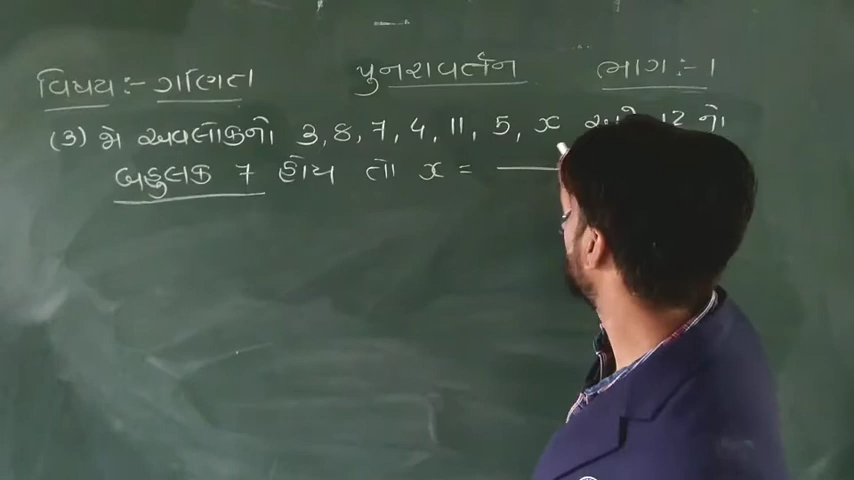 વિષય:- ગણિત પુનરાવર્તન ભાગ:- 1
(3) જો અવલોકનો 3, 8, 7, 4, 11, 5, x 12 નો
બહુલક 7 હોય તો x =